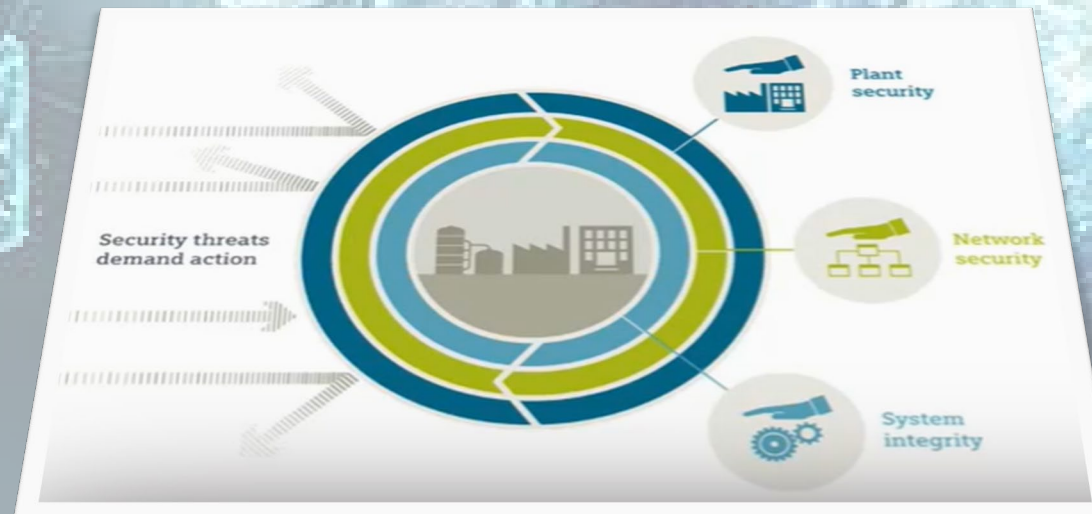 Plant
security
Security threats
demand action
Network
security
System
integrity